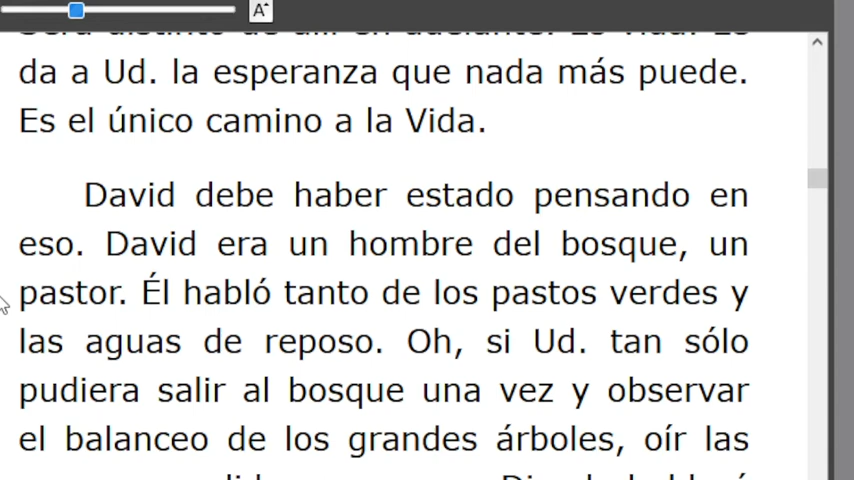 A
da a Ud. la esperanza que nada más puede.
Es el único camino a la Vida.
David debe haber estado pensando en
eso. David era un hombre del bosque, un
pastor. Él habló tanto de los pastos verdes y
las aguas de reposo. Oh, si Ud. tan sólo
pudiera salir al bosque una vez y observar
el balanceo de los grandes árboles, oír las